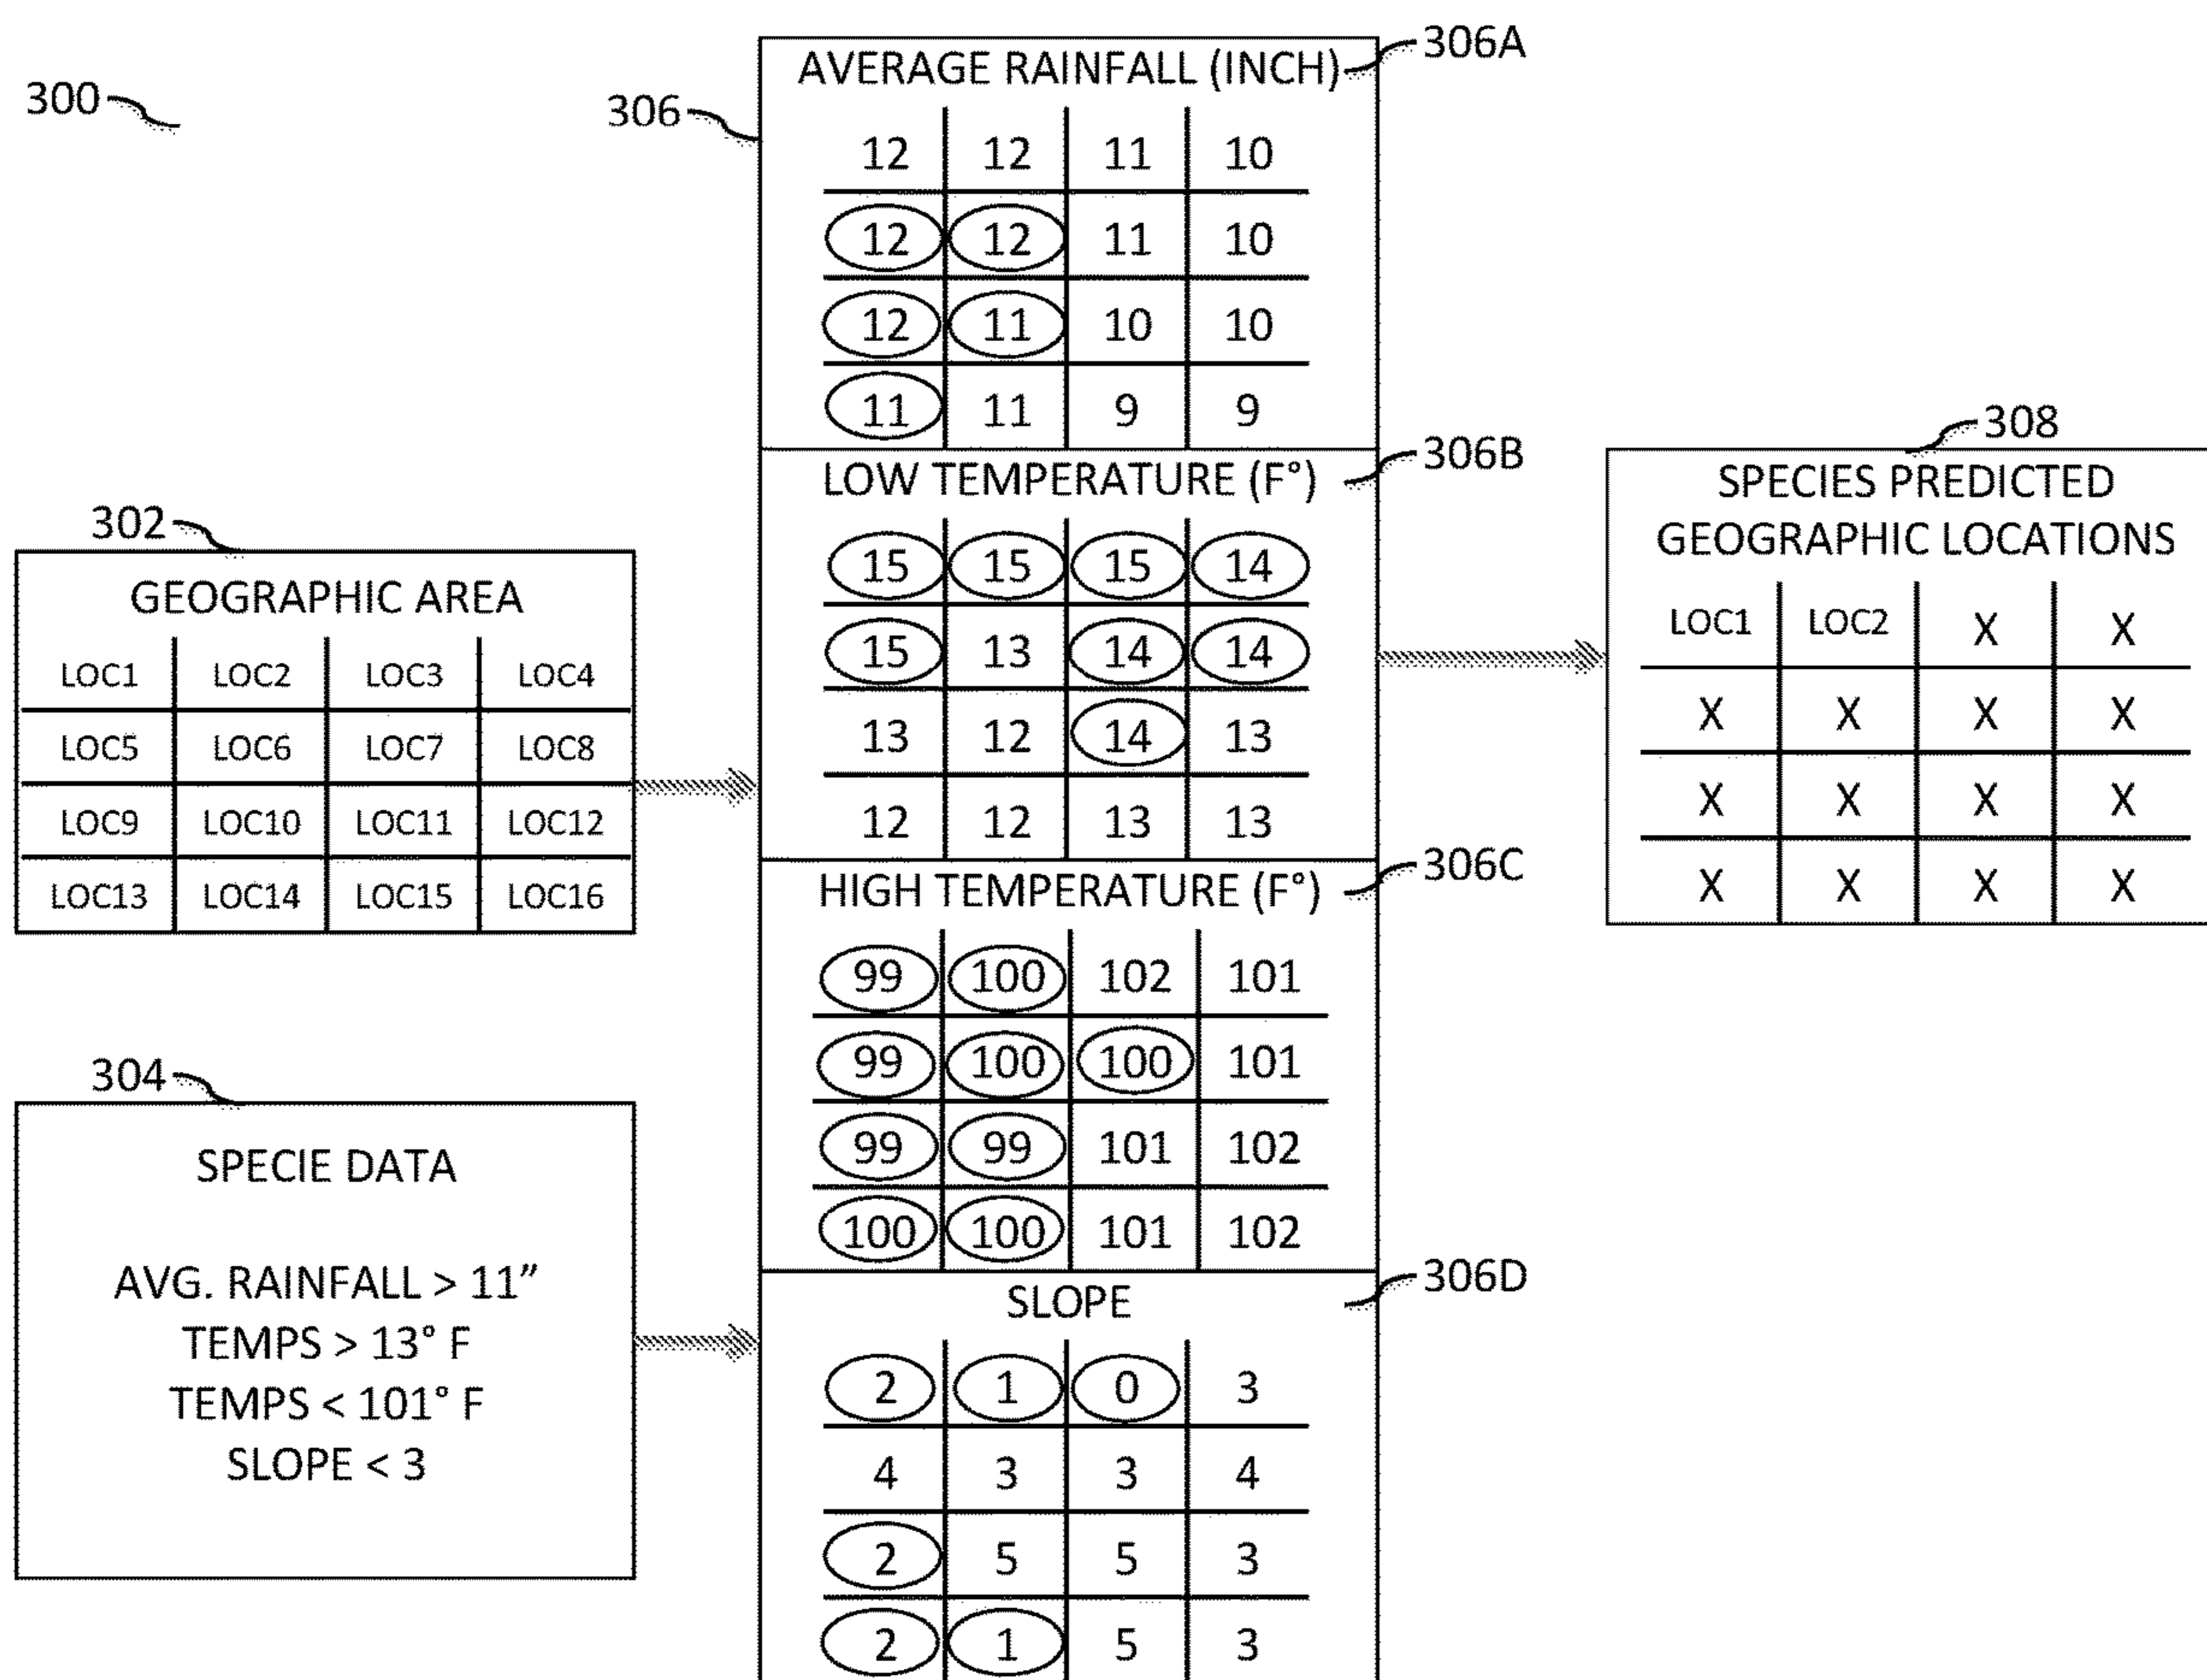 300
306
306A
AVERAGE RAINFALL (INCH)
12 12 11 10
12 12 11 10
12 11 10 10
11 11 9 9
306B
LOW TEMPERATURE (F°)
15 15 15 14
15 13 14 14
13 12 14 13
12 12 13 13
306C
HIGH TEMPERATURE (F°)
99 100 102 101
99 100 100 101
99 99 101 102
100 100 101 102
306D
SLOPE
2 1 0 3
4 3 3 4
2 5 5 3
2 1 5 3
302
GEOGRAPHIC AREA
LOC1 LOC2 LOC3 LOC4
LOC5 LOC6 LOC7 LOC8
LOC9 LOC10 LOC11 LOC12
LOC13 LOC14 LOC15 LOC16
304
SPECIE DATA
AVG. RAINFALL > 11”
TEMPS > 13° F
TEMPS < 101° F
SLOPE < 3
308
SPECIES PREDICTED
GEOGRAPHIC LOCATIONS
LOC1 LOC2 X X
X X X X
X X X X
X X X X